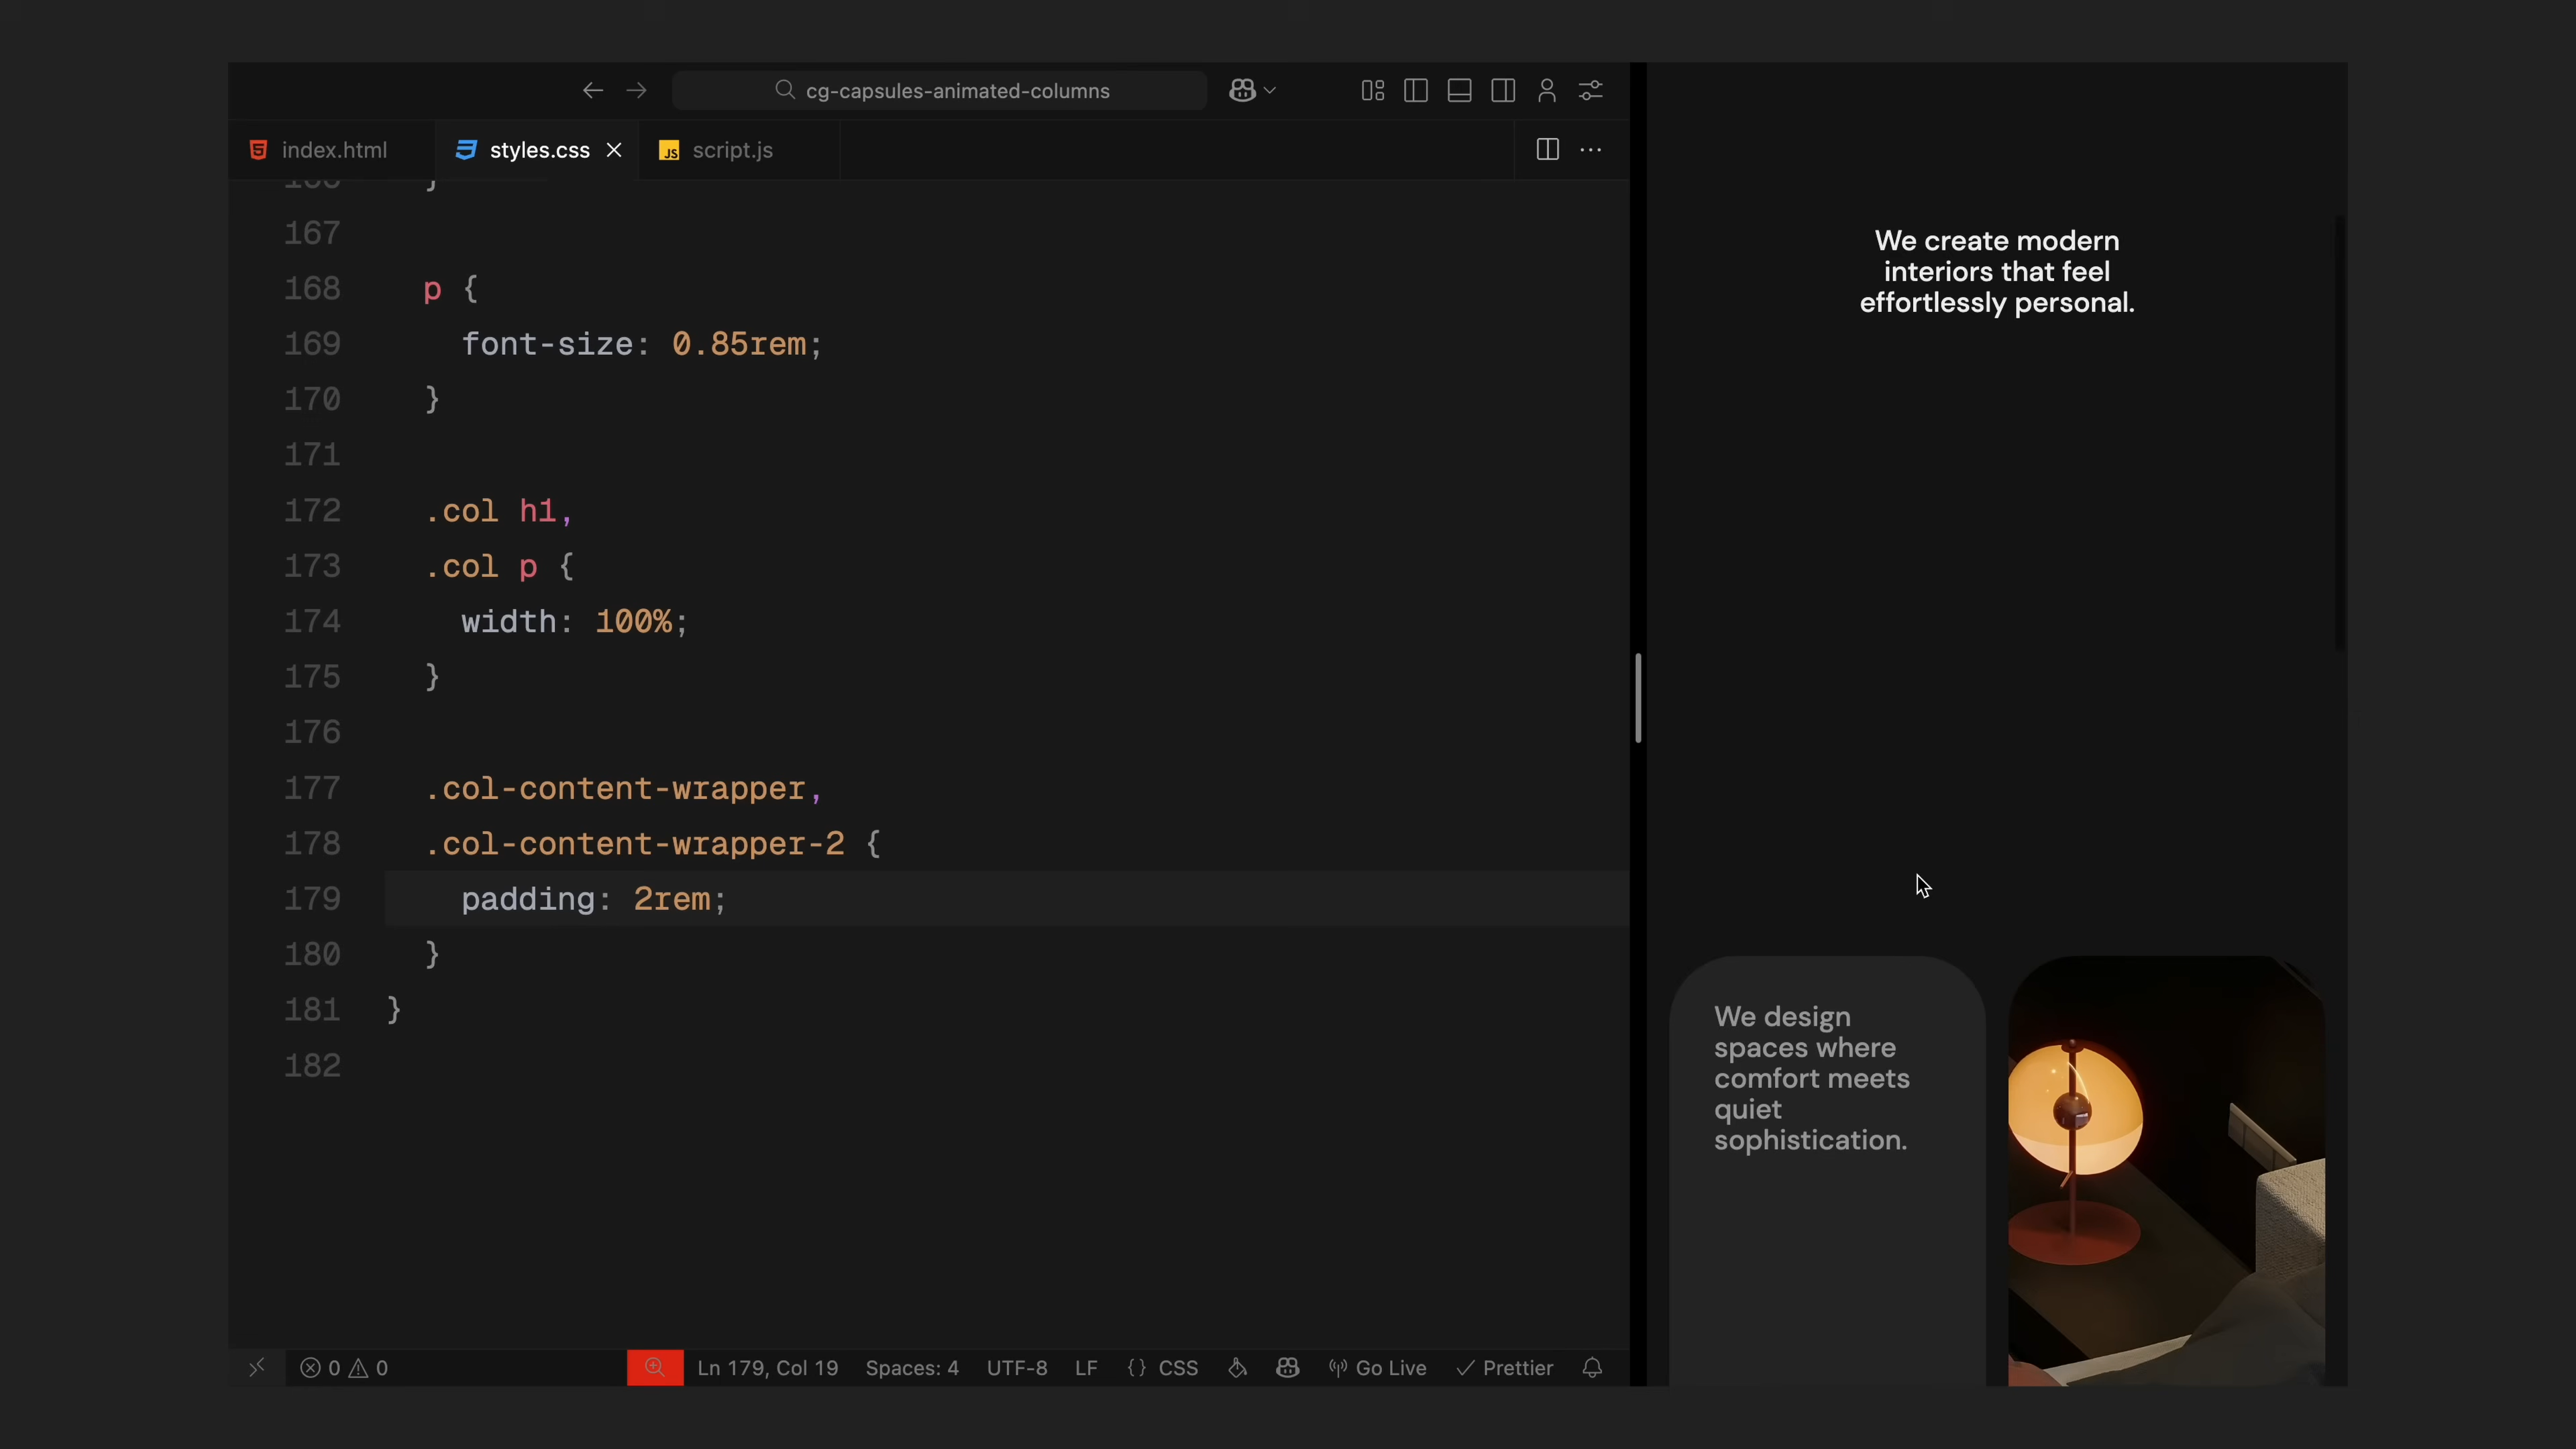 cg-capsules-animated-columns
index.html
styles.css
script.js
167
168 p {
169 font-size: 0.85rem;
170 }
171
172 .col h1,
173 .col p {
174 width: 100%;
175 }
176
177 .col-content-wrapper,
178 .col-content-wrapper-2 {
179 padding: 2rem;
180 }
181 }
182
0 0
Ln 179, Col 19
Spaces: 4
UTF-8
LF
{} CSS
Go Live
Prettier
We create modern
interiors that feel
effortlessly personal.
We design
spaces where
comfort meets
quiet
sophistication.